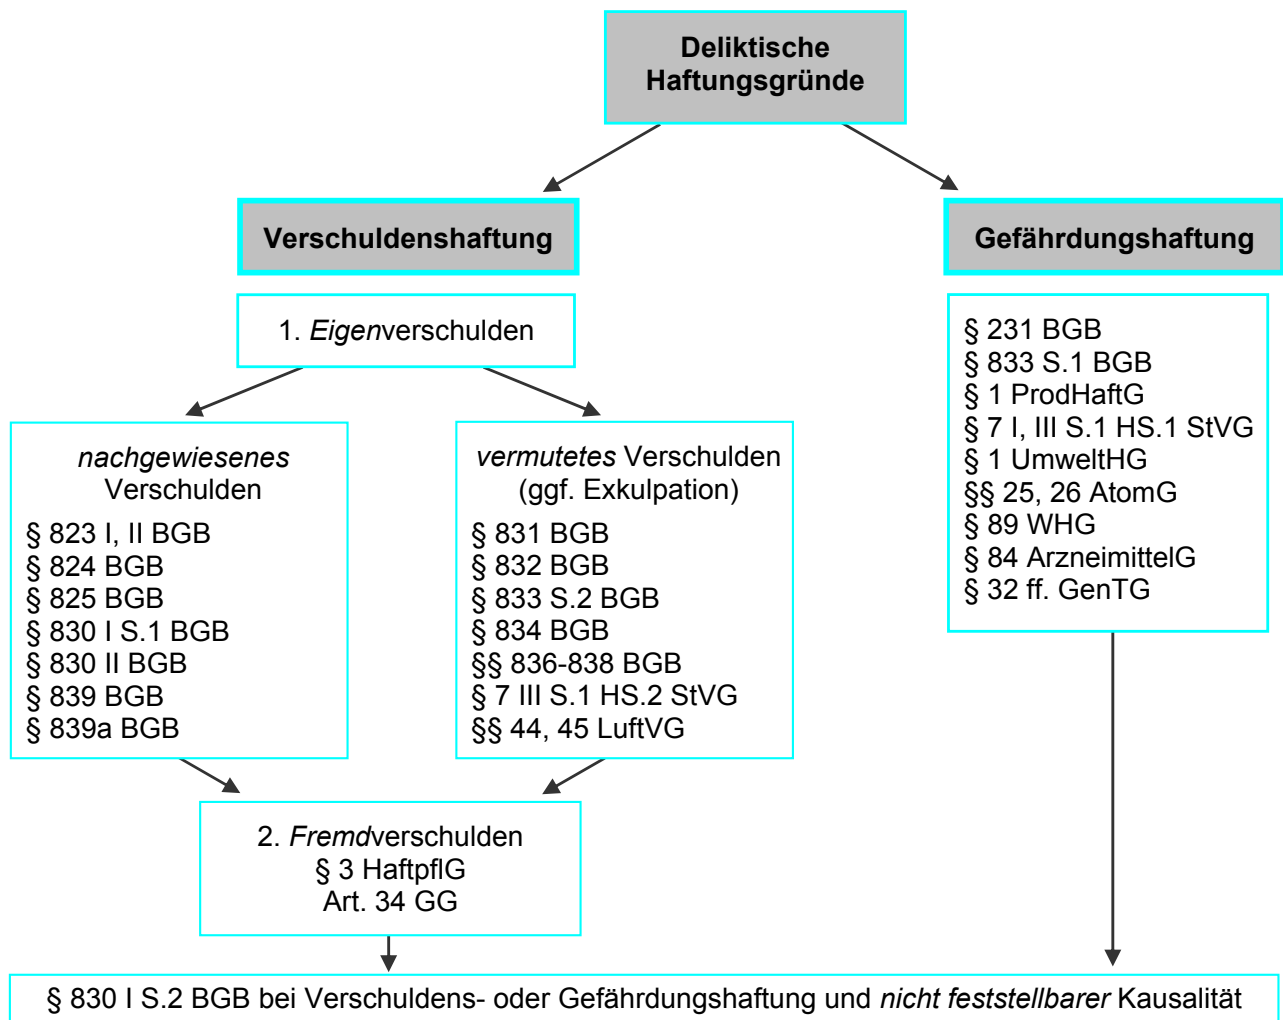 Deliktische
Haftungsgründe
Verschuldenshaftung
Gefährdungshaftung
1. Eigenverschulden
nachgewiesenes
Verschulden
§ 823 I, II BGB
§ 824 BGB
§ 825 BGB
§ 830 I S.1 BGB
§ 830 II BGB
§ 839 BGB
§ 839a BGB
vermutetes Verschulden
(ggf. Exkulpation)
§ 831 BGB
§ 832 BGB
§ 833 S.2 BGB
§ 834 BGB
§§ 836-838 BGB
§ 7 III S.1 HS.2 StVG
§§ 44, 45 LuftVG
§ 231 BGB
§ 833 S.1 BGB
§ 1 ProdHaftG
§ 7 I, III S.1 HS.1 StVG
§ 1 UmweltHG
§§ 25, 26 AtomG
§ 89 WHG
§ 84 ArzneimittelG
§ 32 ff. GenTG
2. Fremdverschulden
§ 3 HaftpflG
Art. 34 GG
§ 830 I S.2 BGB bei Verschuldens- oder Gefährdungshaftung und nicht feststellbarer Kausalität